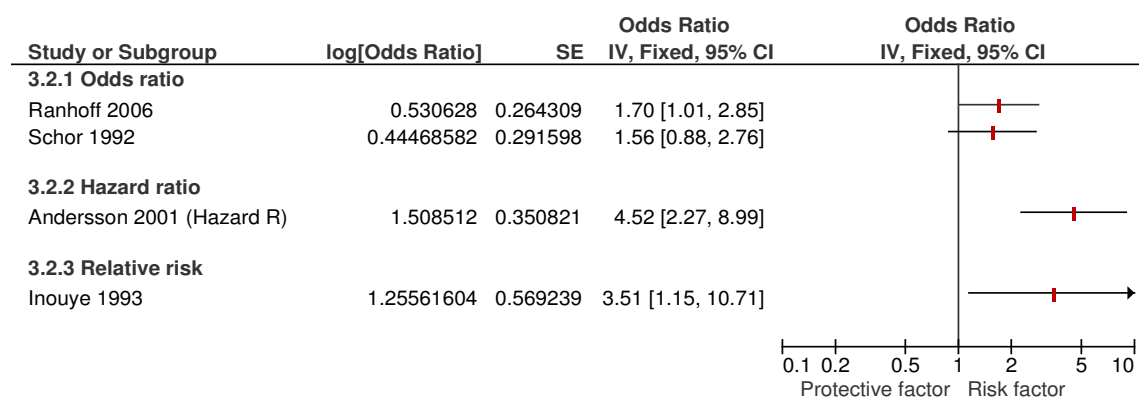 Odds Ratio Odds Ratio
Study or Subgroup log[Odds Ratio] SE IV, Fixed, 95% CI IV, Fixed, 95% CI
3.2.1 Odds ratio
Ranhoff 2006 0.530628 0.264309 1.70 [1.01, 2.85]
Schor 1992 0.44468582 0.291598 1.56 [0.88, 2.76]
3.2.2 Hazard ratio
Andersson 2001 (Hazard R) 1.508512 0.350821 4.52 [2.27, 8.99]
3.2.3 Relative risk
Inouye 1993 1.25561604 0.569239 3.51 [1.15, 10.71]
0.1 0.2 0.5 1 2 5 10
Protective factor Risk factor